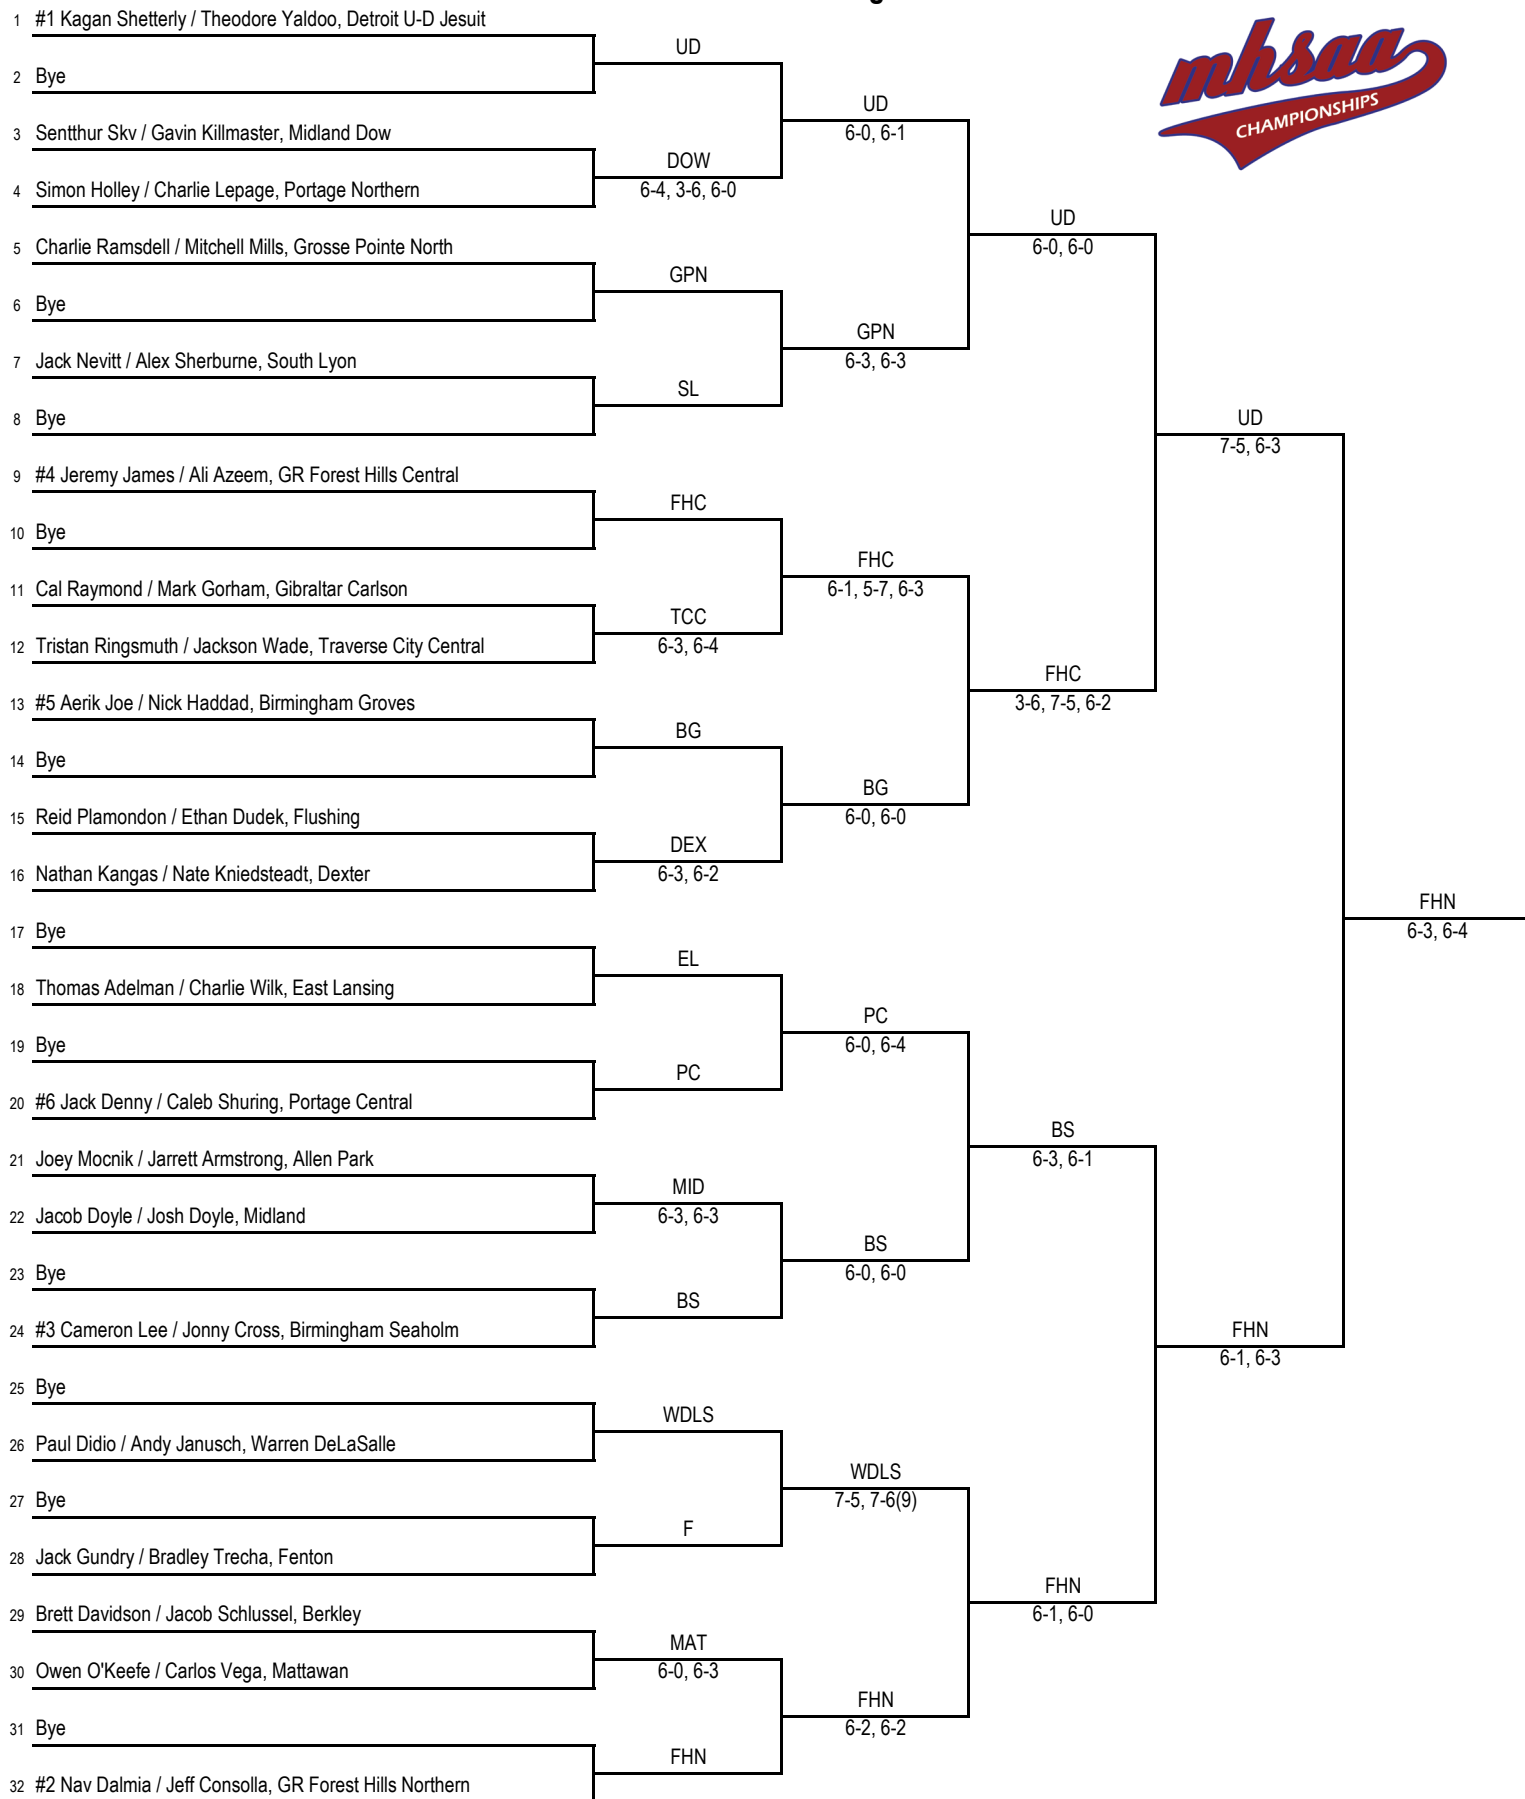 1 #1 Kagan Shetterly / Theodore Yaldoo, Detroit U-D Jesuit
UD
2 Bye
UD
6-0, 6-1
3 Sentthur Skv / Gavin Killmaster, Midland Dow
DOW
6-4, 3-6, 6-0
4 Simon Holley / Charlie Lepage, Portage Northern
UD
6-0, 6-0
5 Charlie Ramsdell / Mitchell Mills, Grosse Pointe North
GPN
6 Bye
GPN
6-3, 6-3
7 Jack Nevitt / Alex Sherburne, South Lyon
SL
8 Bye
UD
7-5, 6-3
9 #4 Jeremy James / Ali Azeem, GR Forest Hills Central
FHC
10 Bye
FHC
6-1, 5-7, 6-3
11 Cal Raymond / Mark Gorham, Gibraltar Carlson
TCC
6-3, 6-4
12 Tristan Ringsmuth / Jackson Wade, Traverse City Central
FHC
3-6, 7-5, 6-2
13 #5 Aerik Joe / Nick Haddad, Birmingham Groves
BG
14 Bye
BG
6-0, 6-0
15 Reid Plamondon / Ethan Dudek, Flushing
DEX
6-3, 6-2
16 Nathan Kangas / Nate Kniedsteadt, Dexter
FHN
6-3, 6-4
17 Bye
EL
18 Thomas Adelman / Charlie Wilk, East Lansing
PC
6-0, 6-4
19 Bye
PC
20 #6 Jack Denny / Caleb Shuring, Portage Central
BS
6-3, 6-1
21 Joey Mocnik / Jarrett Armstrong, Allen Park
MID
6-3, 6-3
22 Jacob Doyle / Josh Doyle, Midland
BS
6-0, 6-0
23 Bye
BS
24 #3 Cameron Lee / Jonny Cross, Birmingham Seaholm
FHN
6-1, 6-3
25 Bye
WDLS
26 Paul Didio / Andy Janusch, Warren DeLaSalle
WDLS
7-5, 7-6(9)
27 Bye
F
28 Jack Gundry / Bradley Trecha, Fenton
FHN
6-1, 6-0
29 Brett Davidson / Jacob Schlussel, Berkley
MAT
6-0, 6-3
30 Owen O'Keefe / Carlos Vega, Mattawan
FHN
6-2, 6-2
31 Bye
FHN
32 #2 Nav Dalmia / Jeff Consolla, GR Forest Hills Northern
mhsaa
CHAMPIONSHIPS